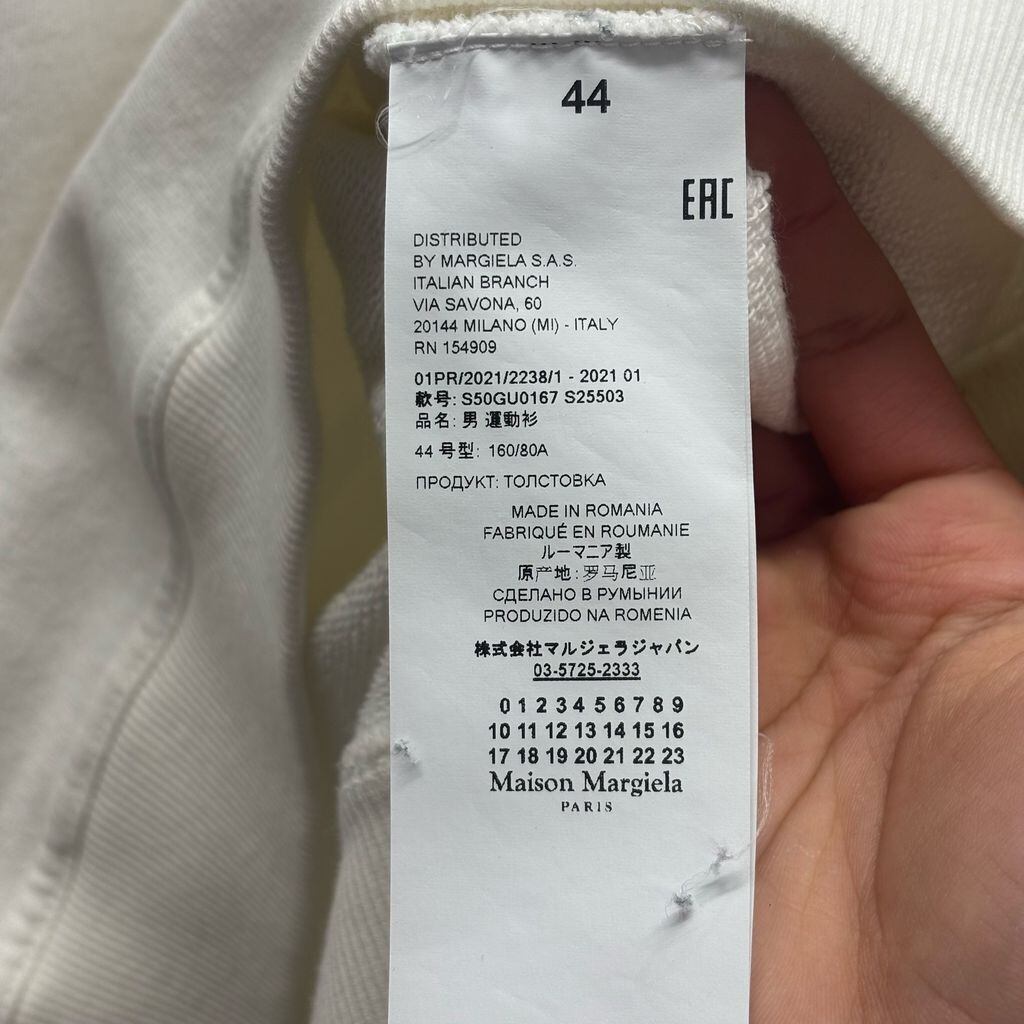 44
EAC
DISTRIBUTED
BY MARGIELA S.A.S.
ITALIAN BRANCH
VIA SAVONA, 60
20144 MILANO (MI) - ITALY
RN 154909
01PR/2021/2238/1 - 2021 01
款号: S50GU0167 S25503
品名: 男 運動衫
44 号型: 160/80A
ПРОДУКТ: ТОЛСТОВКА
MADE IN ROMANIA
FABRIQUÉ EN ROUMANIE
ルーマニア製
原产地: 罗马尼亚
СДЕЛАНО В РУМЫНИИ
PRODUZIDO NA ROMENIA
株式会社マルジェラジャパン
03-5725-2333
0 1 2 3 4 5 6 7 8 9
10 11 12 13 14 15 16
17 18 19 20 21 22 23
Maison Margiela
PARIS